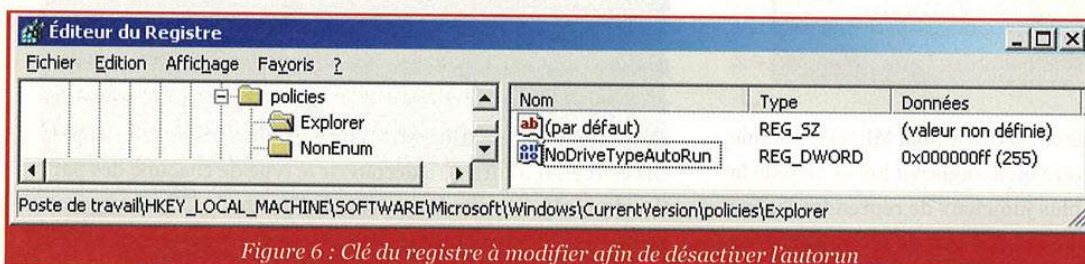 Éditeur du Registre
Fichier Edition Affichage Favoris ?
policies
Explorer
NonEnum
Nom Type Données
(par défaut) REG_SZ (valeur non définie)
NoDriveTypeAutoRun REG_DWORD 0x000000ff (255)
Poste de travail\HKEY_LOCAL_MACHINE\SOFTWARE\Microsoft\Windows\CurrentVersion\policies\Explorer
Figure 6 : Clé du registre à modifier afin de désactiver l'autorun